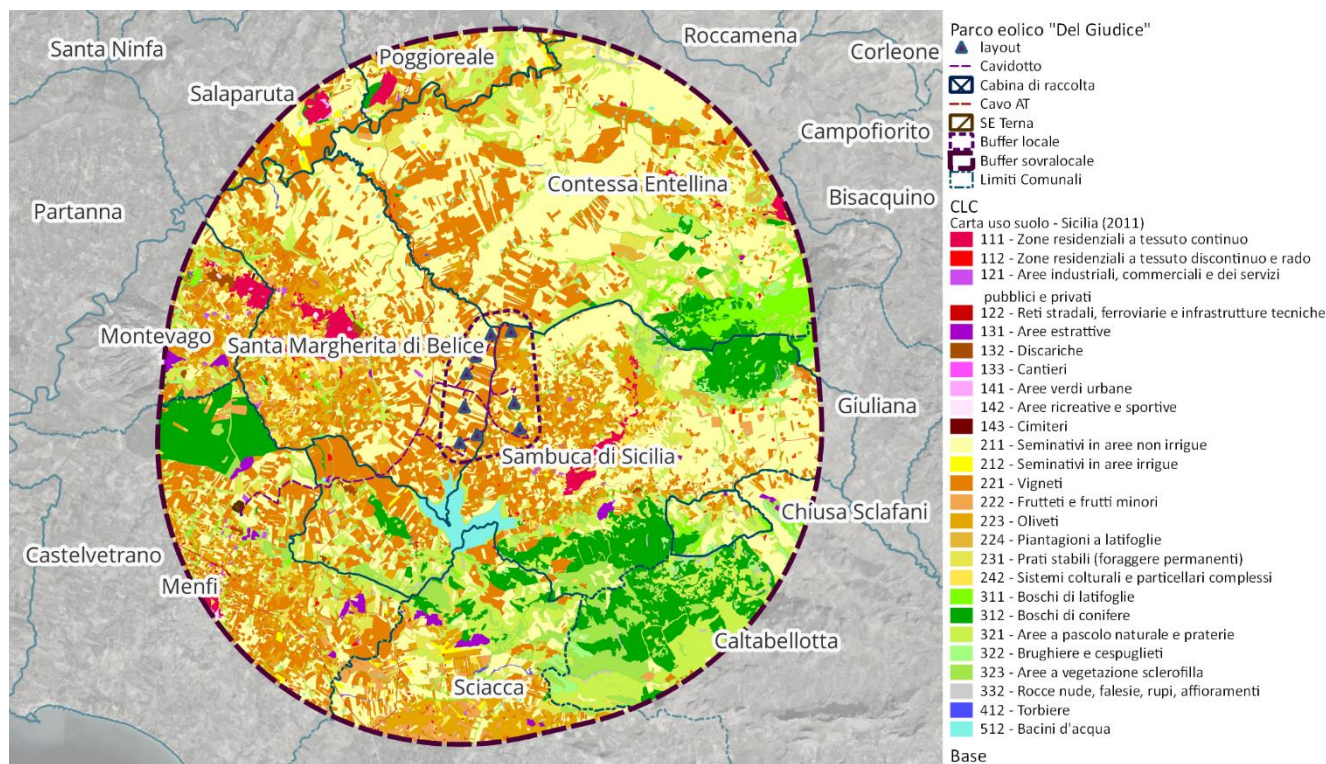 Santa Ninfa
Roccamena
Corleone
Poggioreale
Salaparuta
Campofiorito
Contessa Entellina
Bisacquino
Partanna
Montevago
Santa Margherita di Belice
Giuliana
Sambuca di Sicilia
Chiusa Sclafani
Castelvetrano
Menfi
Caltabellotta
Sciacca
Parco eolico "Del Giudice"
layout
Cavidotto
Cabina di raccolta
Cavo AT
SE Terna
Buffer locale
Buffer sovralocale
Limiti Comunali
CLC
Carta uso suolo - Sicilia (2011)
111 - Zone residenziali a tessuto continuo
112 - Zone residenziali a tessuto discontinuo e rado
121 - Aree industriali, commerciali e dei servizi
pubblici e privati
122 - Reti stradali, ferroviarie e infrastrutture tecniche
131 - Aree estrattive
132 - Discariche
133 - Cantieri
141 - Aree verdi urbane
142 - Aree ricreative e sportive
143 - Cimiteri
211 - Seminativi in aree non irrigue
212 - Seminativi in aree irrigue
221 - Vigneti
222 - Frutteti e frutti minori
223 - Oliveti
224 - Piantagioni a latifoglie
231 - Prati stabili (foraggere permanenti)
242 - Sistemi colturali e particellari complessi
311 - Boschi di latifoglie
312 - Boschi di conifere
321 - Aree a pascolo naturale e praterie
322 - Brughiere e cespuglieti
323 - Aree a vegetazione sclerofilla
332 - Rocce nude, falesie, rupi, affioramenti
412 - Torbiere
512 - Bacini d'acqua
Base